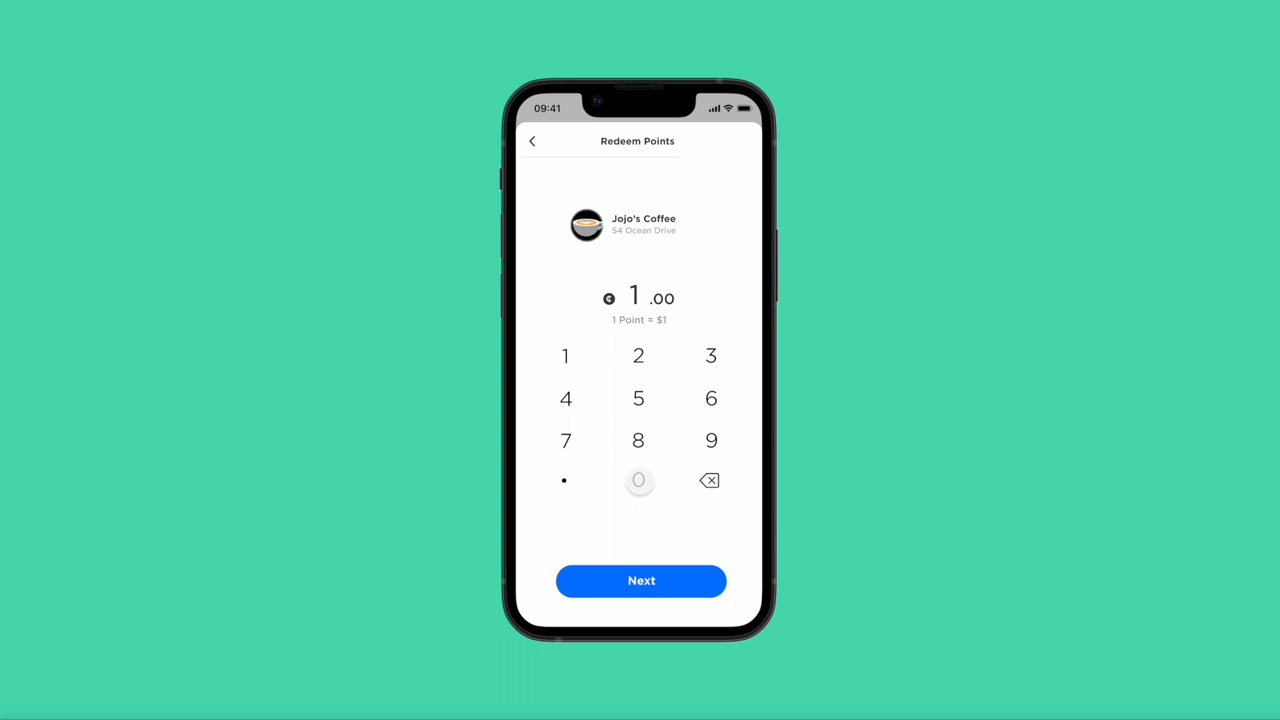 09:41
Redeem Points
Jojo's Coffee
54 Ocean Drive
1 .00
1 Point = $1
1 2 3
4 5 6
7 8 9
. 0
Next